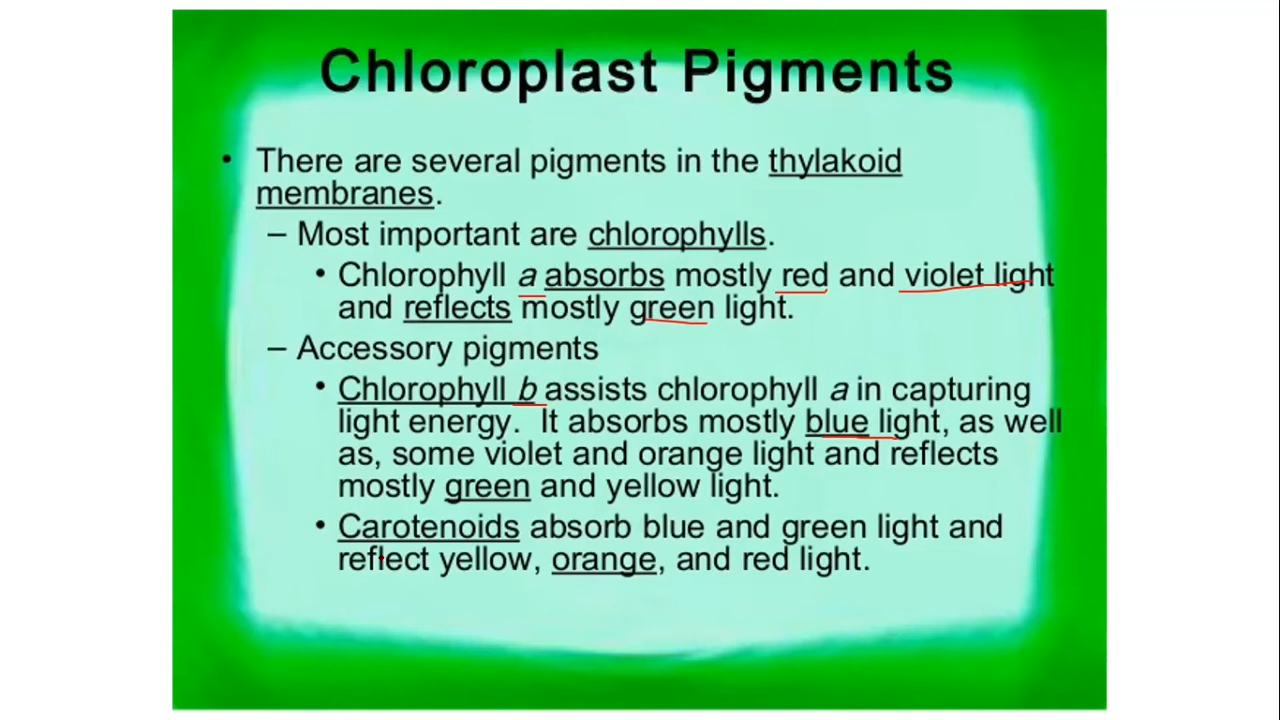 Chloroplast Pigments
• There are several pigments in the thylakoid
membranes.
– Most important are chlorophylls.
• Chlorophyll a absorbs mostly red and violet light
and reflects mostly green light.
– Accessory pigments
• Chlorophyll b assists chlorophyll a in capturing
light energy. It absorbs mostly blue light, as well
as, some violet and orange light and reflects
mostly green and yellow light.
• Carotenoids absorb blue and green light and
reflect yellow, orange, and red light.